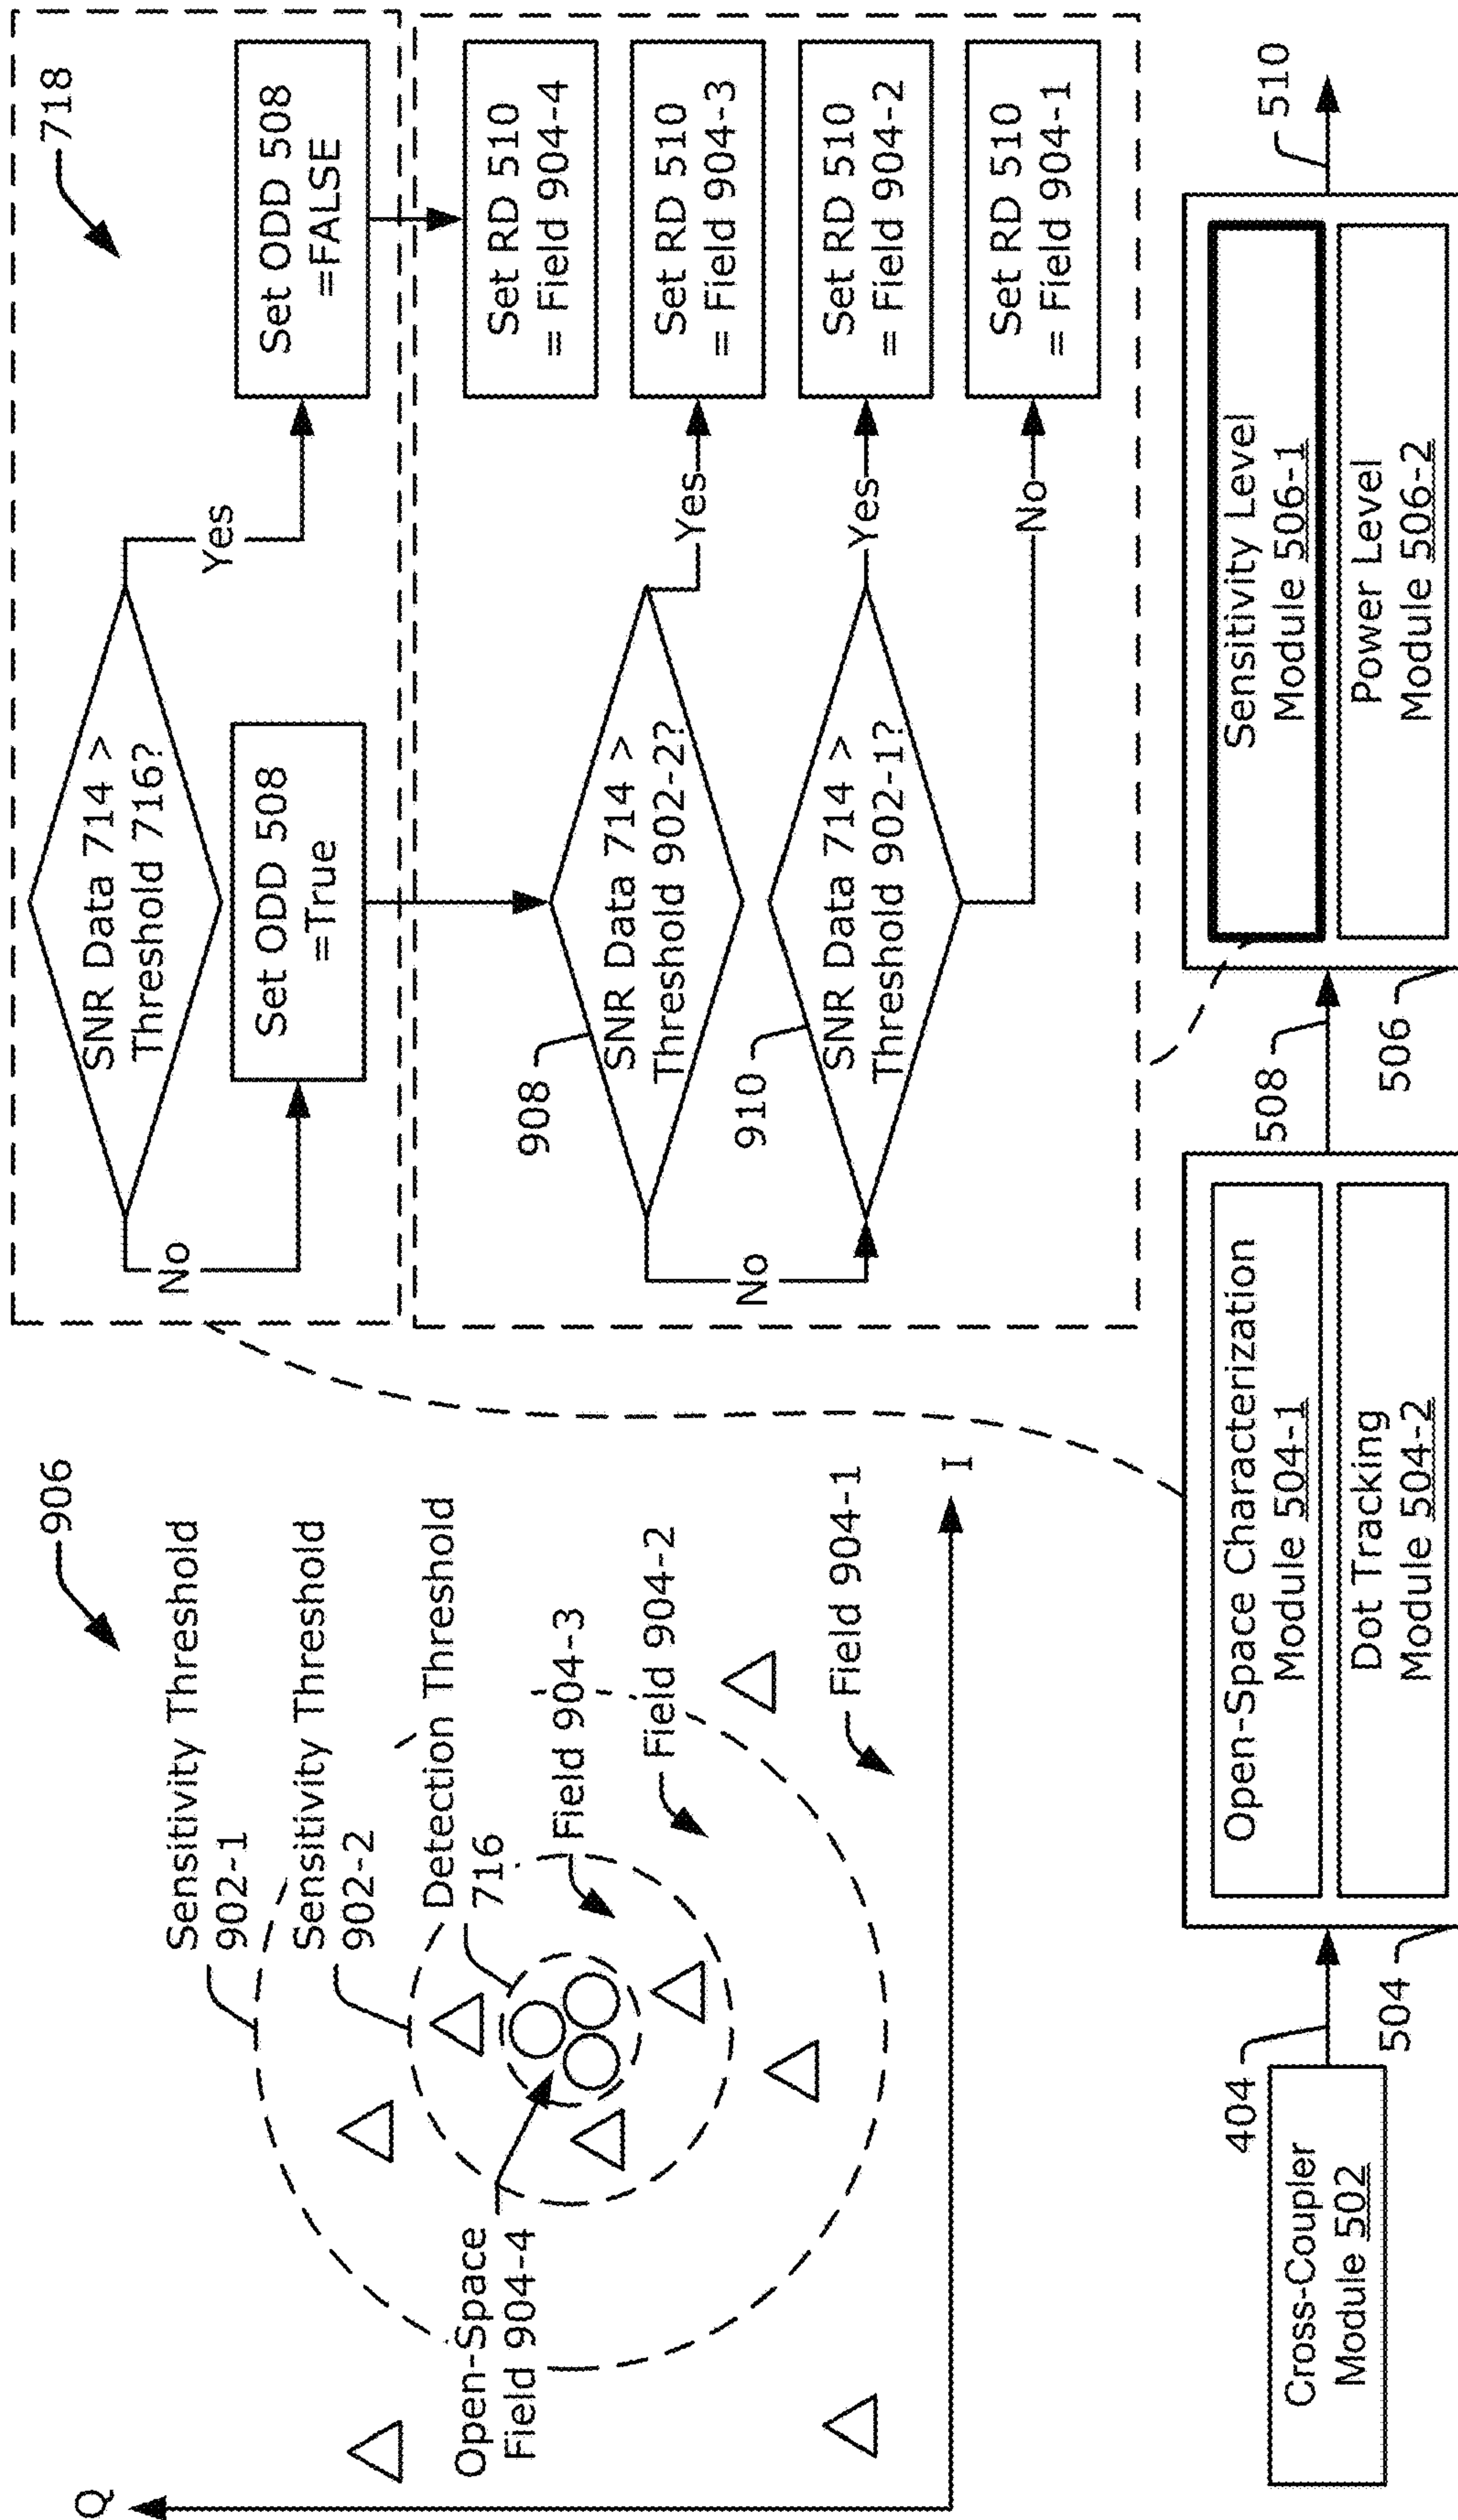 Q
906
Sensitivity Threshold
902-1
Sensitivity Threshold
902-2
Detection Threshold
716
Field 904-3
Field 904-2
Field 904-1
Open-Space
Field 904-4
I
718
SNR Data 714 >
Threshold 716?
Yes
No
Set ODD 508
=FALSE
Set ODD 508
=True
908
SNR Data 714 >
Threshold 902-2?
Yes
No
910
SNR Data 714 >
Threshold 902-1?
Yes
No
Set RD 510
= Field 904-4
Set RD 510
= Field 904-3
Set RD 510
= Field 904-2
Set RD 510
= Field 904-1
Cross-Coupler
Module 502
404
504
Open-Space Characterization
Module 504-1
Dot Tracking
Module 504-2
508
506
Sensitivity Level
Module 506-1
Power Level
Module 506-2
510